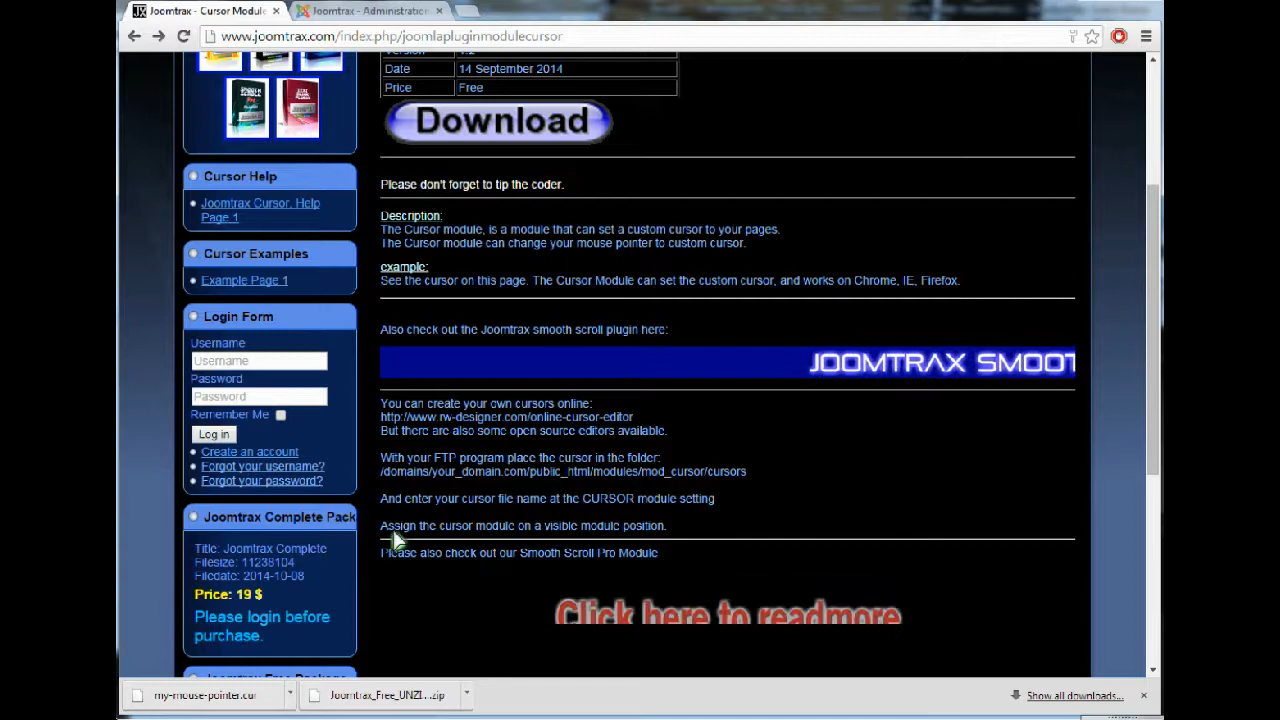 Joomtrax - Cursor Module
Joomtrax - Administration
www.joomtrax.com/index.php/joomlapluginmodulecursor
Date 14 September 2014
Price Free
Download
Please don't forget to tip the coder.
Description:
The Cursor module, is a module that can set a custom cursor to your pages.
The Cursor module can change your mouse pointer to custom cursor.
example:
See the cursor on this page. The Cursor Module can set the custom cursor, and works on Chrome, IE, Firefox.
Also check out the Joomtrax smooth scroll plugin here:
JOOMTRAX SMOOT
You can create your own cursors online:
http://www.rw-designer.com/online-cursor-editor
But there are also some open source editors available.
With your FTP program place the cursor in the folder:
/domains/your_domain.com/public_html/modules/mod_cursor/cursors
And enter your cursor file name at the CURSOR module setting
Assign the cursor module on a visible module position.
Please also check out our Smooth Scroll Pro Module
Click here to readmore
Cursor Help
Joomtrax Cursor, Help
Page 1
Cursor Examples
Example Page 1
Login Form
Username
Username
Password
Password
Remember Me
Log in
Create an account
Forgot your username?
Forgot your password?
Joomtrax Complete Pack
Title: Joomtrax Complete
Filesize: 11238104
Filedate: 2014-10-08
Price: 19 $
Please login before
purchase.
my-mouse-pointer.cur
Joomtrax_Free_UNZI...zip
Show all downloads...